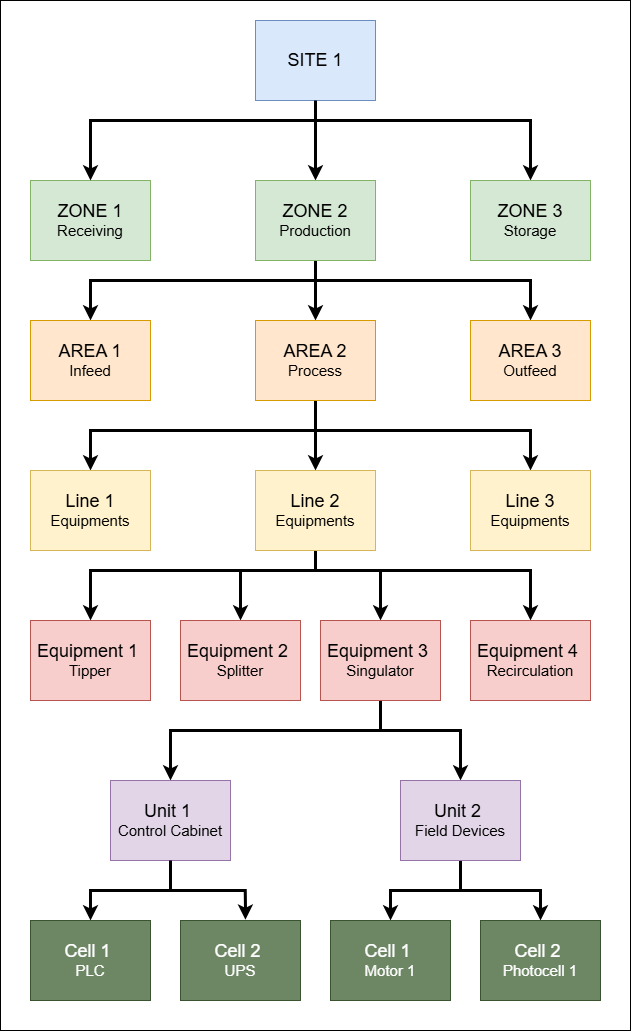 SITE 1
ZONE 1
Receiving
ZONE 2
Production
ZONE 3
Storage
AREA 1
Infeed
AREA 2
Process
AREA 3
Outfeed
Line 1
Equipments
Line 2
Equipments
Line 3
Equipments
Equipment 1
Tipper
Equipment 2
Splitter
Equipment 3
Singulator
Equipment 4
Recirculation
Unit 1
Control Cabinet
Unit 2
Field Devices
Cell 1
PLC
Cell 2
UPS
Cell 1
Motor 1
Cell 2
Photocell 1